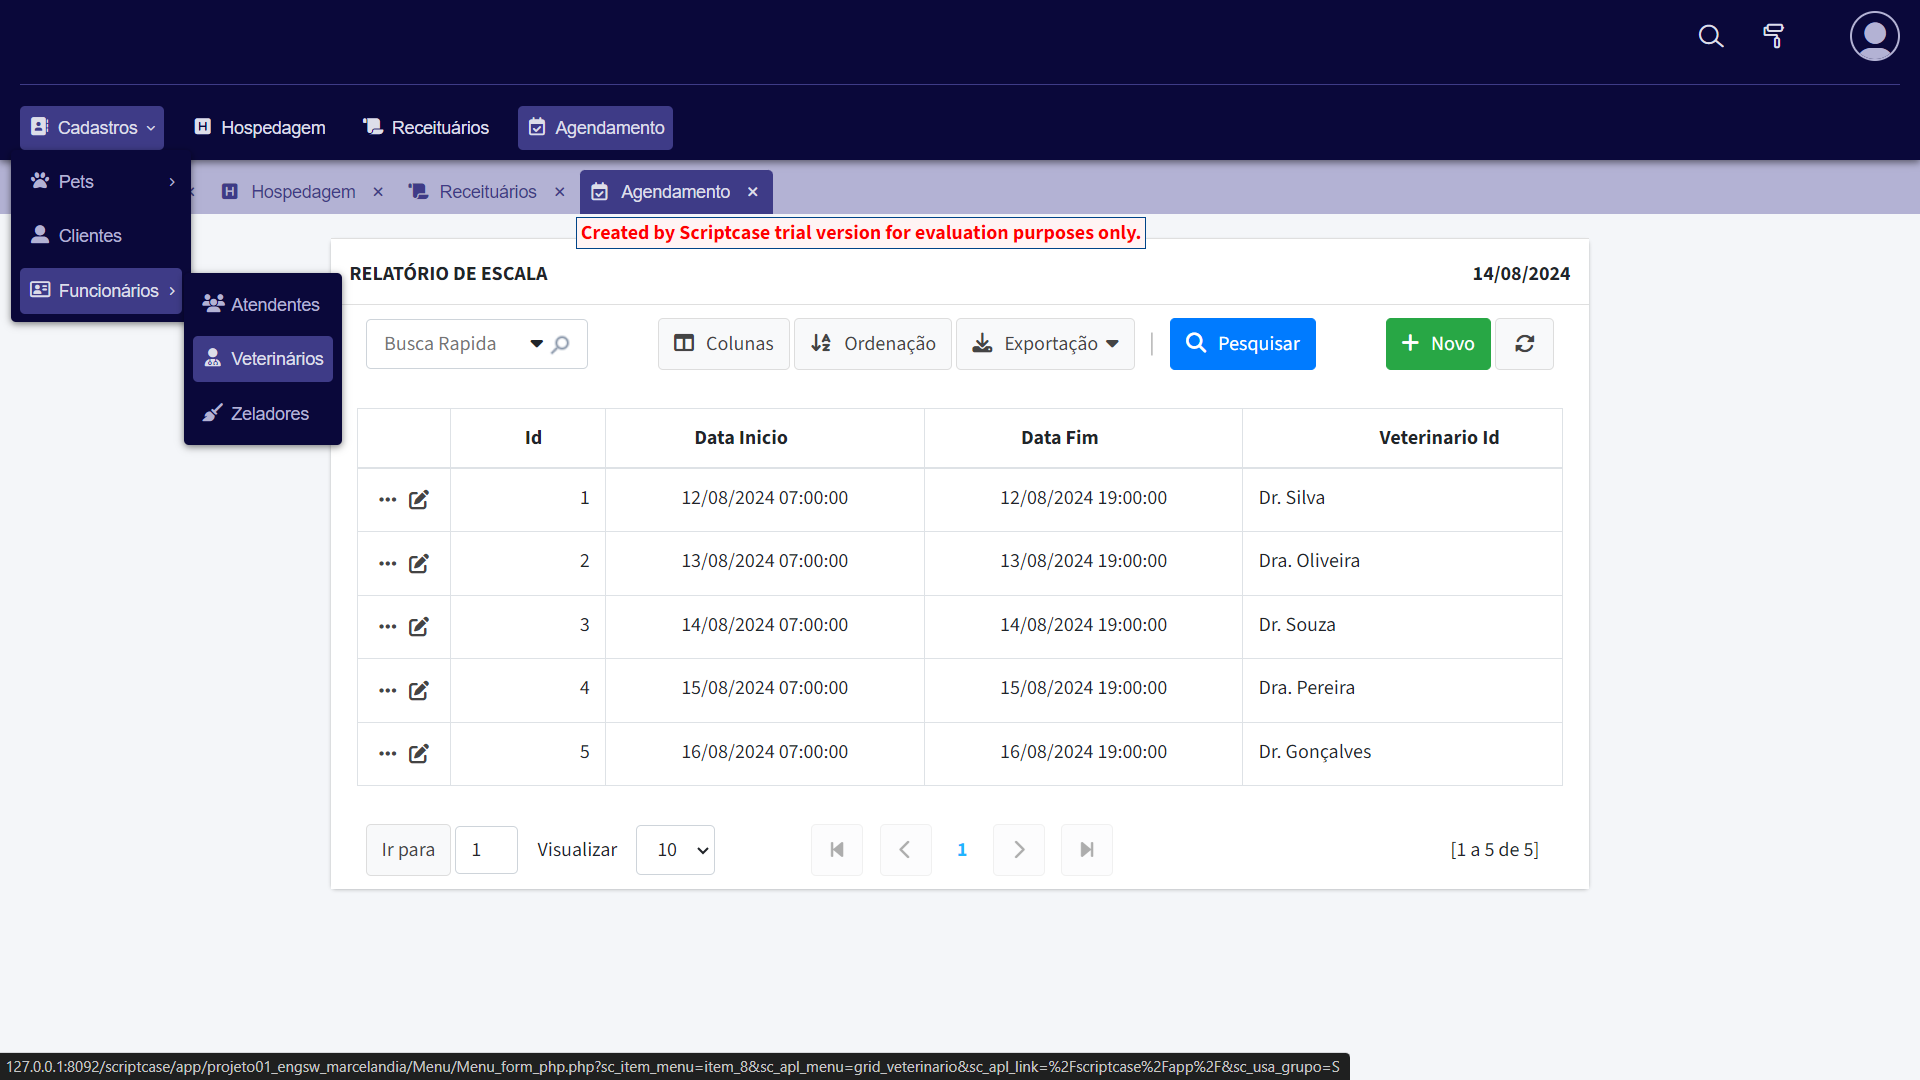 Cadastros Hospedagem Receituários Agendamento
Pets
Hospedagem Receituários Agendamento
Clientes
Funcionários
Atendentes
Veterinários
Zeladores
Created by Scriptcase trial version for evaluation purposes only.
RELATÓRIO DE ESCALA 14/08/2024
Busca Rapida Colunas Ordenação Exportação Pesquisar Novo
Id Data Inicio Data Fim Veterinario Id
1 12/08/2024 07:00:00 12/08/2024 19:00:00 Dr. Silva
2 13/08/2024 07:00:00 13/08/2024 19:00:00 Dra. Oliveira
3 14/08/2024 07:00:00 14/08/2024 19:00:00 Dr. Souza
4 15/08/2024 07:00:00 15/08/2024 19:00:00 Dra. Pereira
5 16/08/2024 07:00:00 16/08/2024 19:00:00 Dr. Gonçalves
Ir para 1 Visualizar 10 1 [1 a 5 de 5]
127.0.0.1:8092/scriptcase/app/projeto01_engsw_marcelandia/Menu/Menu_form_php.php?sc_item_menu=item_8&sc_apl_menu=grid_veterinario&sc_apl_link=%2Fscriptcase%2Fapp%2F&sc_usa_grupo=S